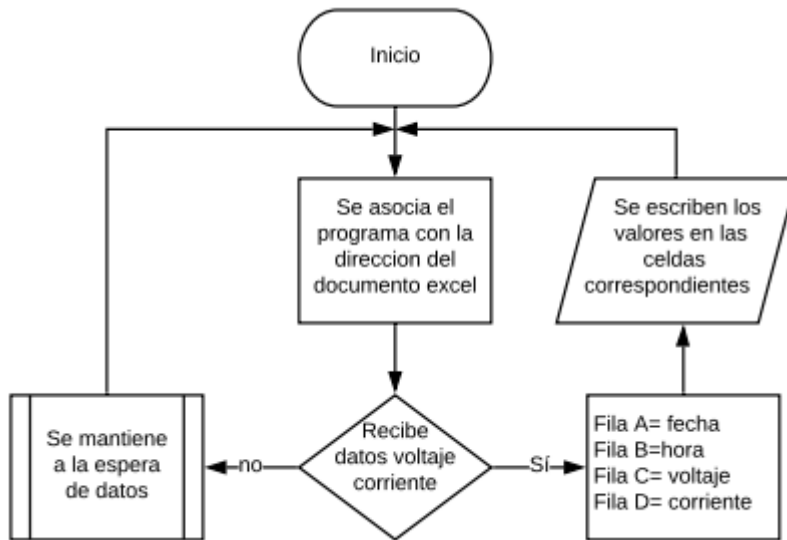 Inicio
Se asocia el
programa con la
direccion del
documento excel
Se escriben los
valores en las
celdas
correspondientes
Se mantiene
a la espera
de datos
no
Recibe
datos voltaje
corriente
Sí
Fila A= fecha
Fila B=hora
Fila C= voltaje
Fila D= corriente